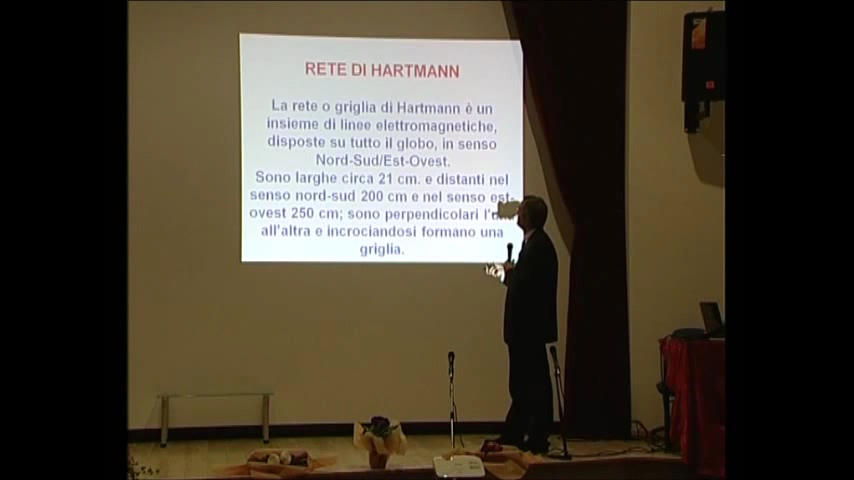 RETE DI HARTMANN
La rete o griglia di Hartmann è un
insieme di linee elettromagnetiche,
disposte su tutto il globo, in senso
Nord-Sud/Est-Ovest.
Sono larghe circa 21 cm. e distanti nel
senso nord-sud 200 cm e nel senso est-
ovest 250 cm; sono perpendicolari l'una
all'altra e incrociandosi formano una
griglia.